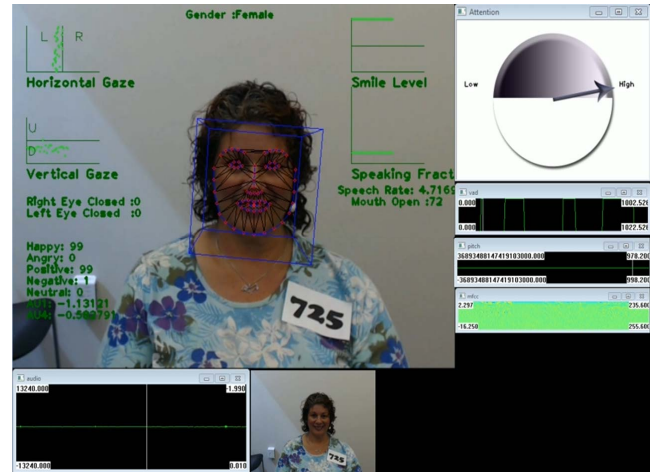 Gender :Female
L R
Horizontal Gaze
U
D
Vertical Gaze
Right Eye Closed :0
Left Eye Closed :0
Happy: 99
Angry: 0
Positive: 99
Negative: 1
Neutral: 0
Smile Level
Speaking Fract
Speech Rate: 4.7169
Mouth Open :72
725
Attention
Low
High
vad
0.000 1002.526
0.000 1022.526
pitch
36893488147419103000.000 978.200
-36893488147419103000.000 998.200
mfcc
2.297 235.600
-16.250 255.600
audio
13240.000 -1.990
-13240.000 0.010
725